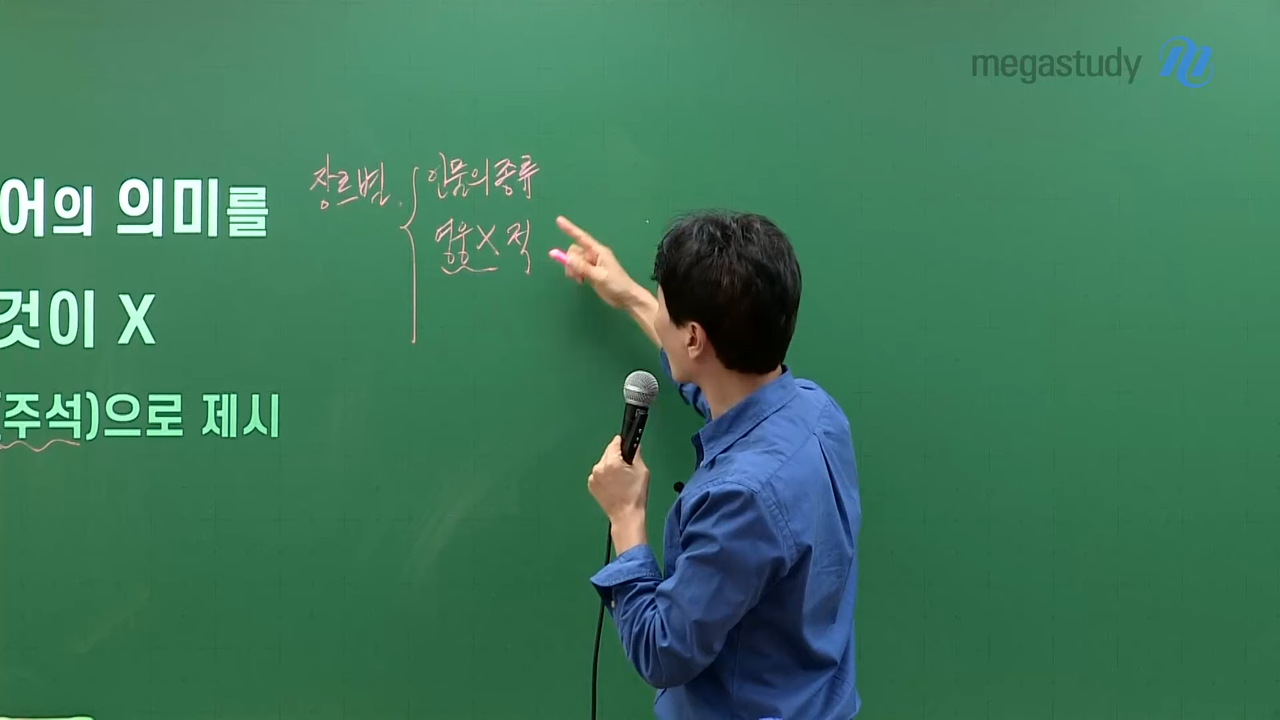 megastudy
어의 의미를
것이 X
(주석)으로 제시
장르별. 인물의 종류
영웅 X 적